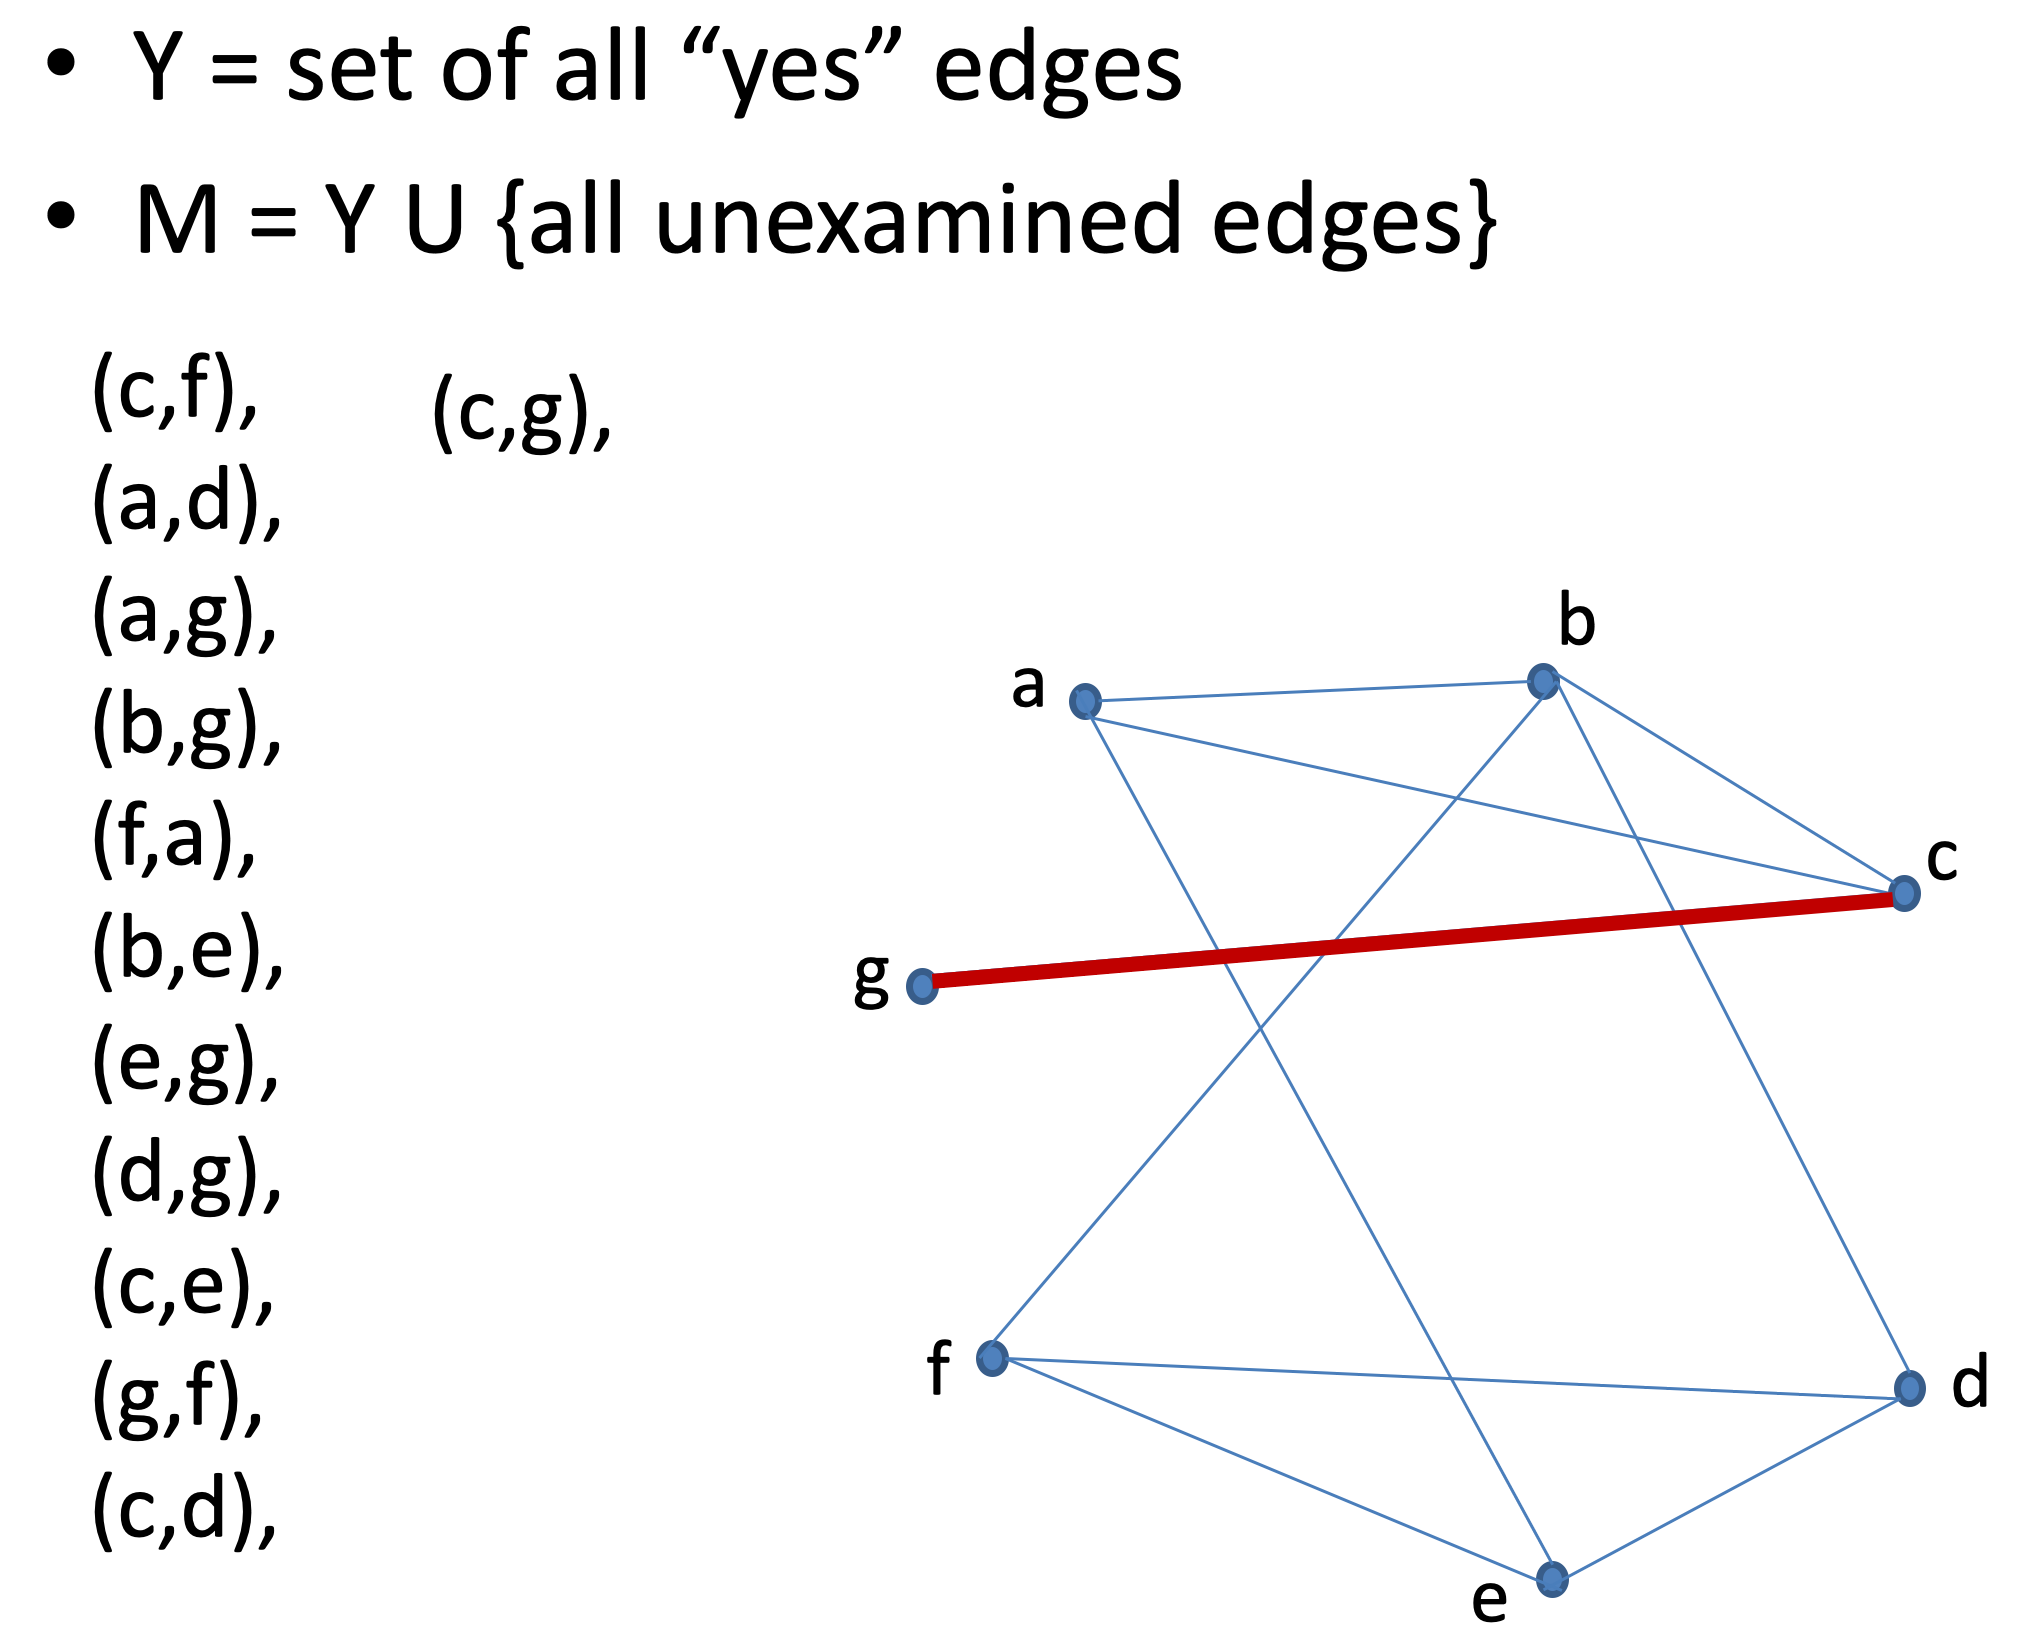 • Y = set of all “yes” edges
• M = Y U {all unexamined edges}
(c,f),
(a,d),
(a,g),
(b,g),
(f,a),
(b,e),
(e,g),
(d,g),
(c,e),
(g,f),
(c,d),
(c,g),
b
a
c
g
f
d
e